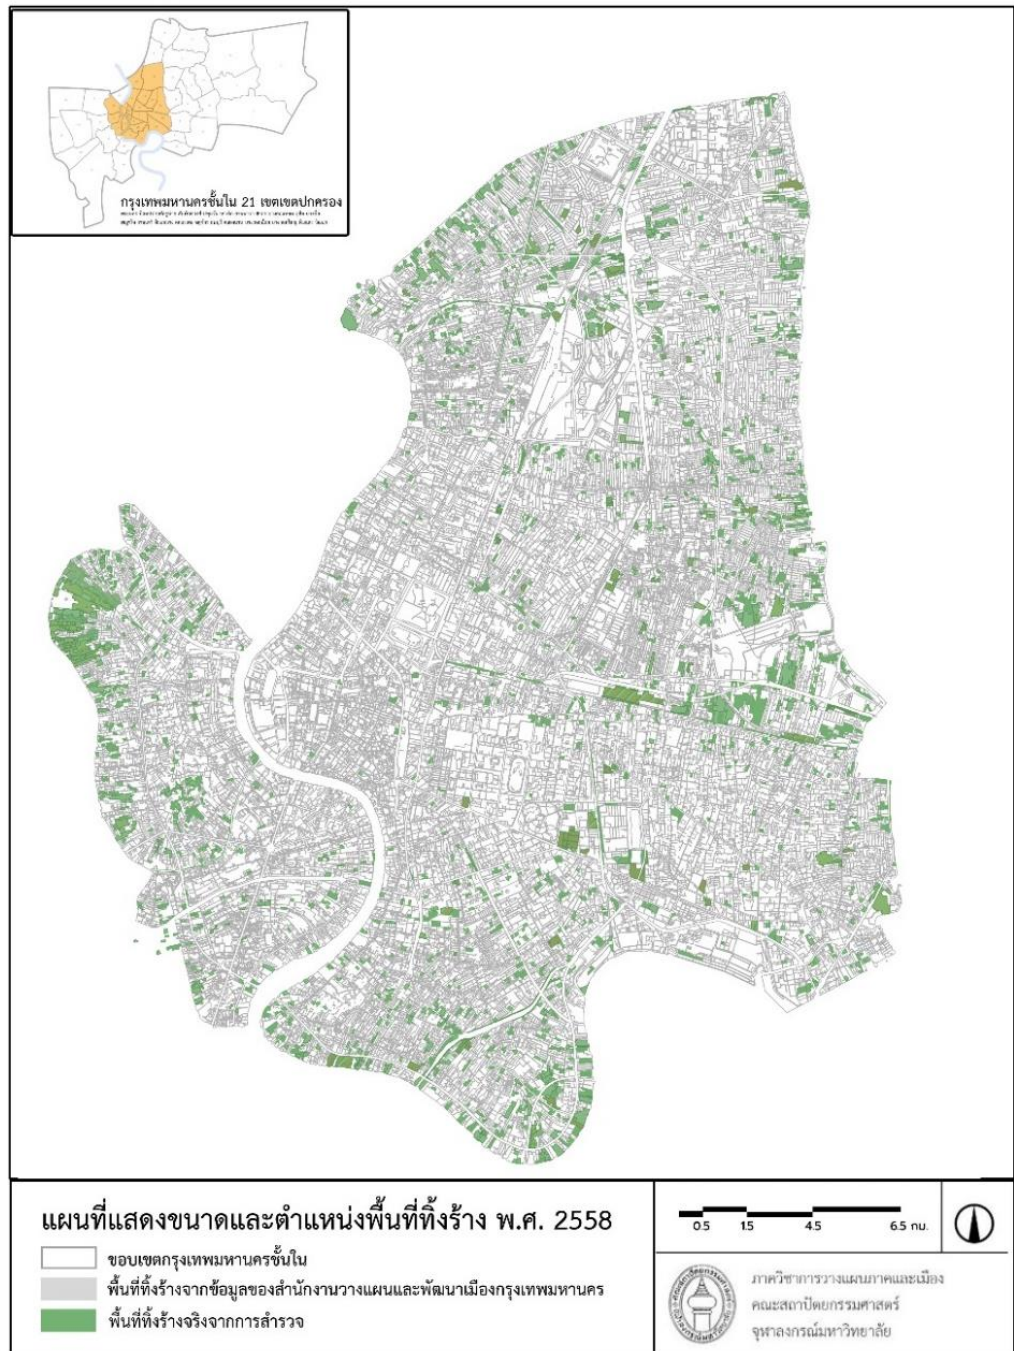 กรุงเทพมหานครชั้นใน 21 เขตเขตปกครอง
แผนที่แสดงขนาดและตำแหน่งพื้นที่ทิ้งร้าง พ.ศ. 2558
ขอบเขตกรุงเทพมหานครชั้นใน
พื้นที่ทิ้งร้างจากข้อมูลของสำนักงานวางแผนและพัฒนาเมืองกรุงเทพมหานคร
พื้นที่ทิ้งร้างจริงจากการสำรวจ
0.5 1.5 4.5 6.5 กม.
ภาควิชาการวางแผนภาคและเมือง
คณะสถาปัตยกรรมศาสตร์
จุฬาลงกรณ์มหาวิทยาลัย